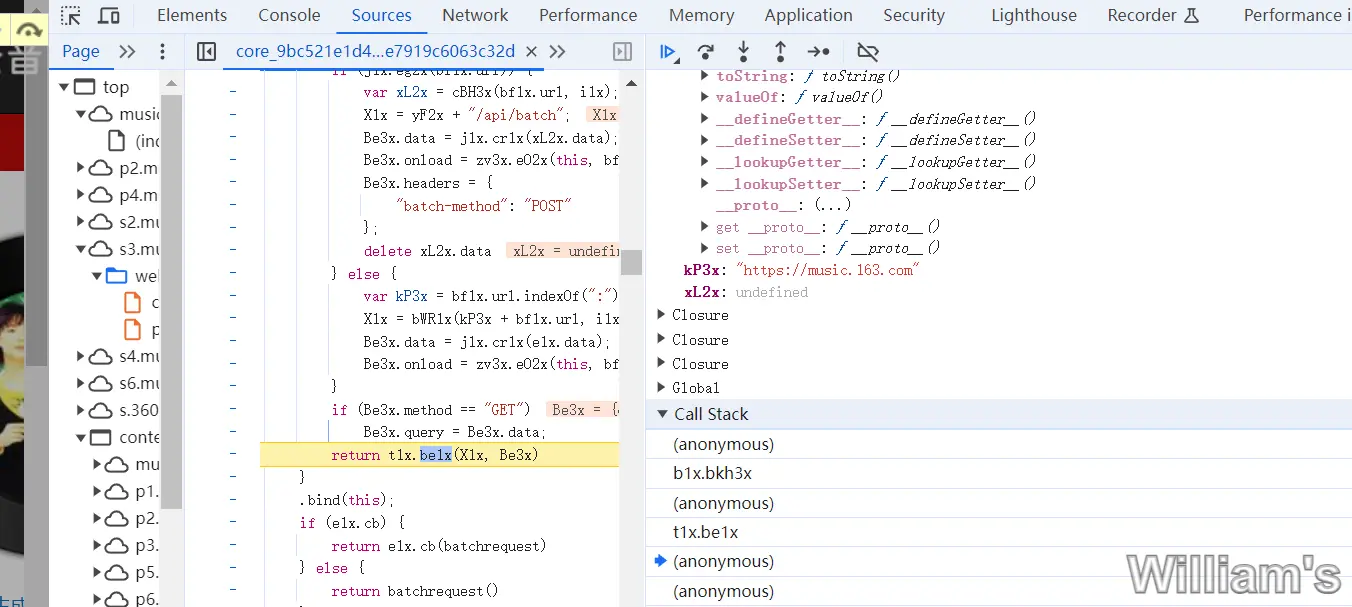 Elements Console Sources Network Performance Memory Application Security Lighthouse Recorder Performance i
Page
core_9bc521e1d4...e7919c6063c32d
top
music
(inc
p2.m
p4.m
s2.mu
s3.mu
we
c
p
s4.mu
s6.mu
s.360
conte
mu
p1.
p2.
p3.
p5.
p6.
var xL2x = cBH3x(bf1x.url, i1x);
X1x = yF2x + "/api/batch"; X1x
Be3x.data = j1x.cr1x(xL2x.data);
Be3x.onload = zv3x.eO2x(this, bf
Be3x.headers = {
"batch-method": "POST"
};
delete xL2x.data xL2x = undefin
} else {
var kP3x = bf1x.url.indexOf(":")
X1x = bWR1x(kP3x + bf1x.url, i1x
Be3x.data = j1x.cr1x(e1x.data);
Be3x.onload = zv3x.eO2x(this, bf
}
if (Be3x.method == "GET") Be3x = {
Be3x.query = Be3x.data;
return t1x.be1x(X1x, Be3x)
}
.bind(this);
if (e1x.cb) {
return e1x.cb(batchrequest)
} else {
return batchrequest()
toString: ƒ toString()
valueOf: ƒ valueOf()
__defineGetter__: ƒ __defineGetter__()
__defineSetter__: ƒ __defineSetter__()
__lookupGetter__: ƒ __lookupGetter__()
__lookupSetter__: ƒ __lookupSetter__()
__proto__: (...)
get __proto__: ƒ __proto__()
set __proto__: ƒ __proto__()
kP3x: "https://music.163.com"
xL2x: undefined
Closure
Closure
Closure
Global
Call Stack
(anonymous)
b1x.bkh3x
(anonymous)
t1x.be1x
(anonymous)
(anonymous)
William's